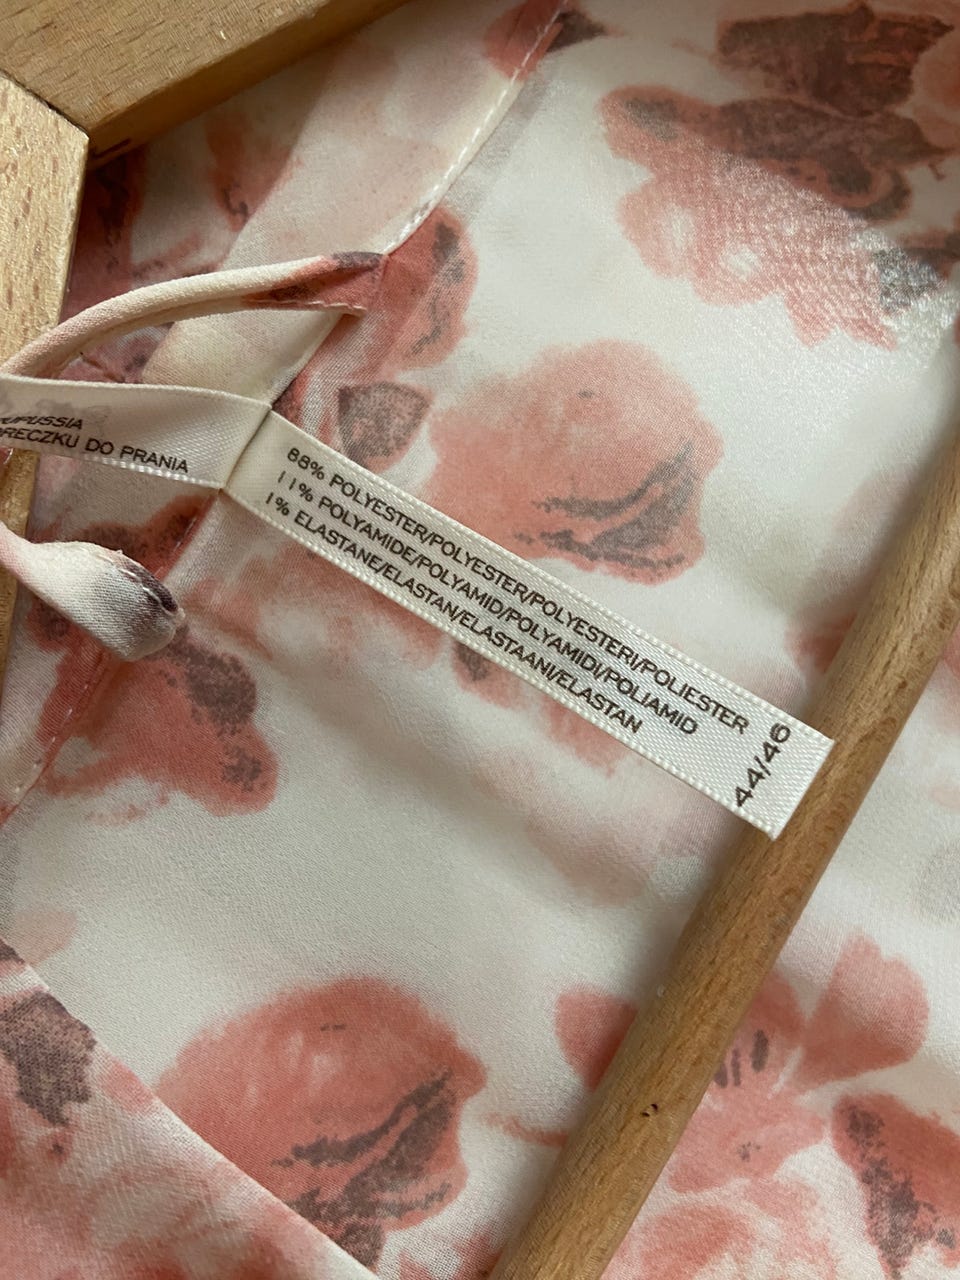 DO PRANIA
88% POLYESTER/POLYESTER/POLYESTERI/POLIESTER
11% POLYAMIDE/POLYAMID/POLYAMIDI/POLIAMID
1% ELASTANE/ELASTAN/ELASTAANI/ELASTAN
44/46